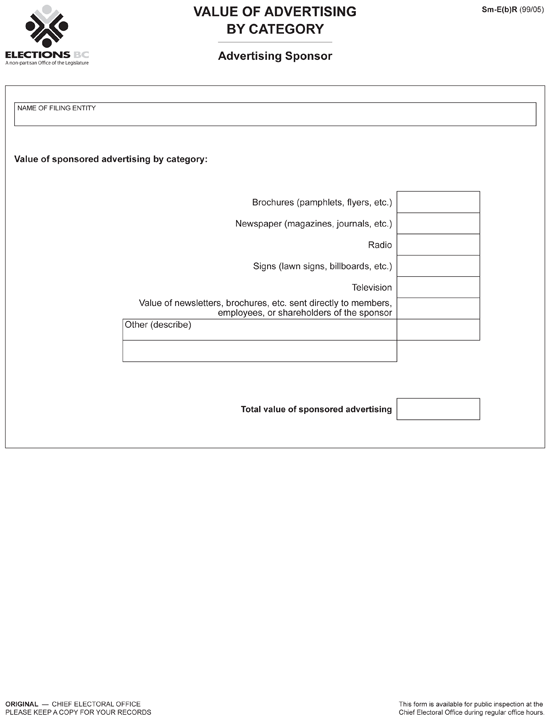 VALUE OF ADVERTISING
BY CATEGORY
Advertising Sponsor
Sm-E(b)R (99/05)
ELECTIONS BC
A non-partisan Office of the Legislature
NAME OF FILING ENTITY
Value of sponsored advertising by category:
Brochures (pamphlets, flyers, etc.)
Newspaper (magazines, journals, etc.)
Radio
Signs (lawn signs, billboards, etc.)
Television
Value of newsletters, brochures, etc. sent directly to members,
employees, or shareholders of the sponsor
Other (describe)
Total value of sponsored advertising
ORIGINAL — CHIEF ELECTORAL OFFICE
PLEASE KEEP A COPY FOR YOUR RECORDS
This form is available for public inspection at the
Chief Electoral Office during regular office hours.